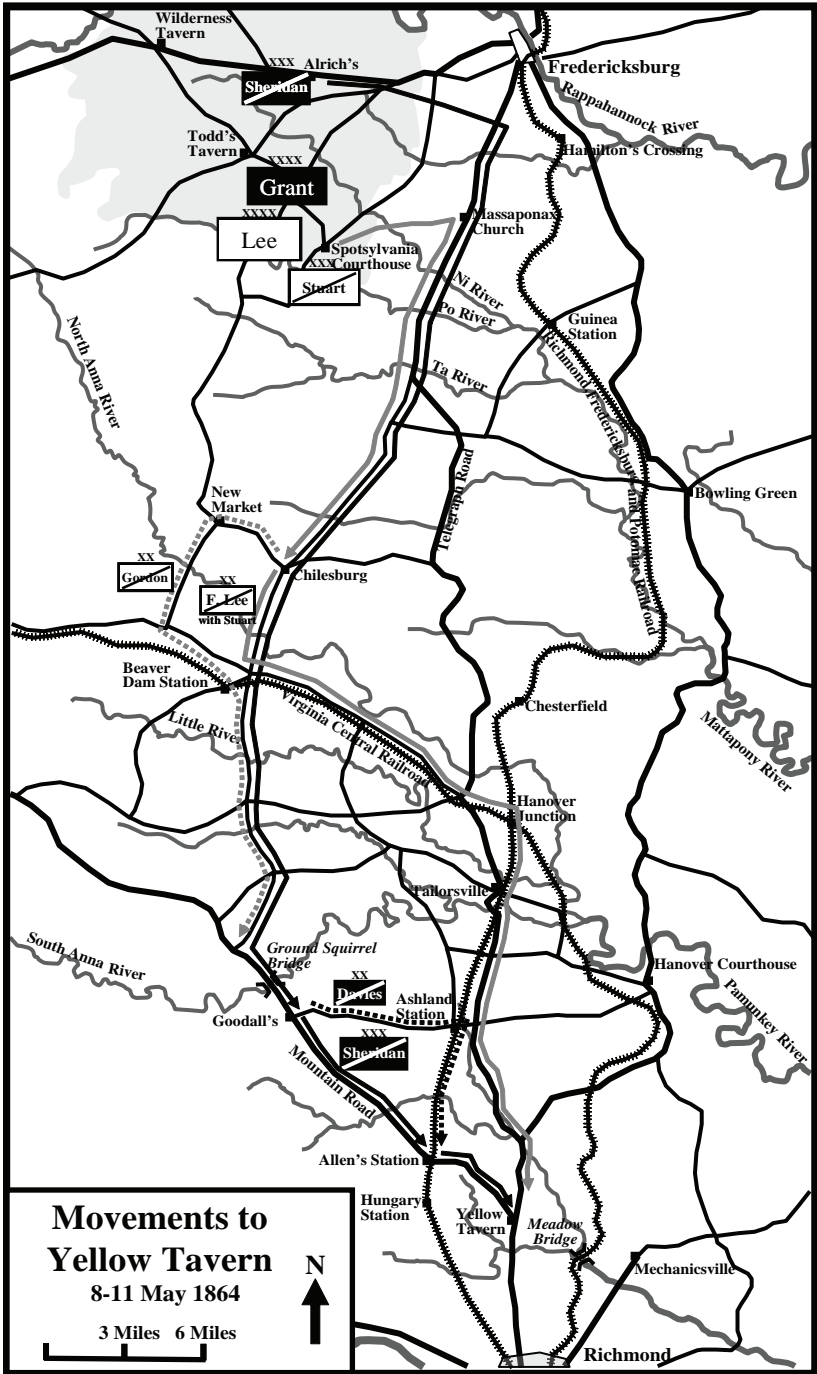 Wilderness
Tavern
XXX
Alrich's
Sheridan
Fredericksburg
Rappahannock River
Todd's
Tavern
Hamilton's Crossing
XXXX
Grant
XXXX
Lee
Massaponax
Church
Spotsylvania
Courthouse
XXX
Stuart
Ni River
Po River
Guinea
Station
North Anna River
Ta River
Richmond Fredericksburg and Potomac Railroad
Telegraph Road
New
Market
Bowling Green
XX
Gordon
XX
F. Lee
with Stuart
Chilesburg
Beaver
Dam Station
Little Rive
Virginia Central Railroad
Chesterfield
Mattapony River
Hanover
Junction
Tailorsville
South Anna River
Ground Squirrel
Bridge
XX
Davies
Ashland
Station
Hanover Courthouse
Pamunkey River
Goodall's
XXX
Sheridan
Mountain Road
Allen's Station
Hungary
Station
Yellow
Tavern
Meadow
Bridge
Mechanicsville
Richmond
Movements to
Yellow Tavern
8-11 May 1864
N
3 Miles 6 Miles